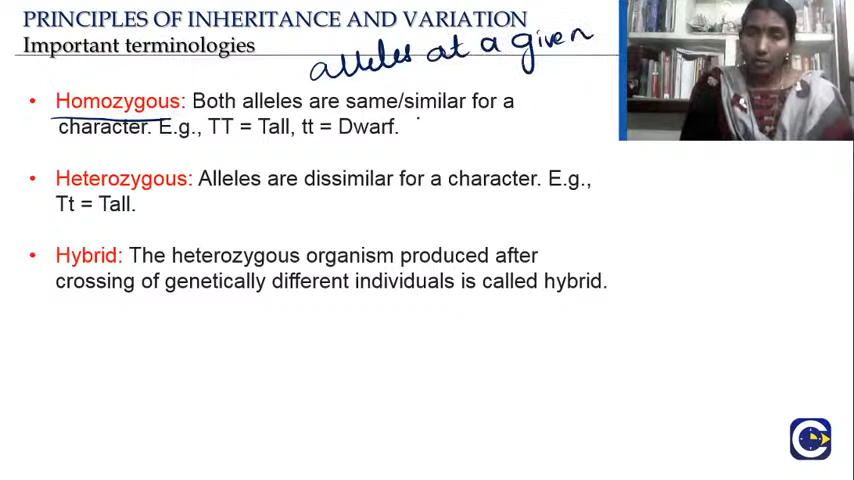 PRINCIPLES OF INHERITANCE AND VARIATION
Important terminologies
alleles at a given
• Homozygous: Both alleles are same/similar for a
character. E.g., TT = Tall, tt = Dwarf.
• Heterozygous: Alleles are dissimilar for a character. E.g.,
Tt = Tall.
• Hybrid: The heterozygous organism produced after
crossing of genetically different individuals is called hybrid.